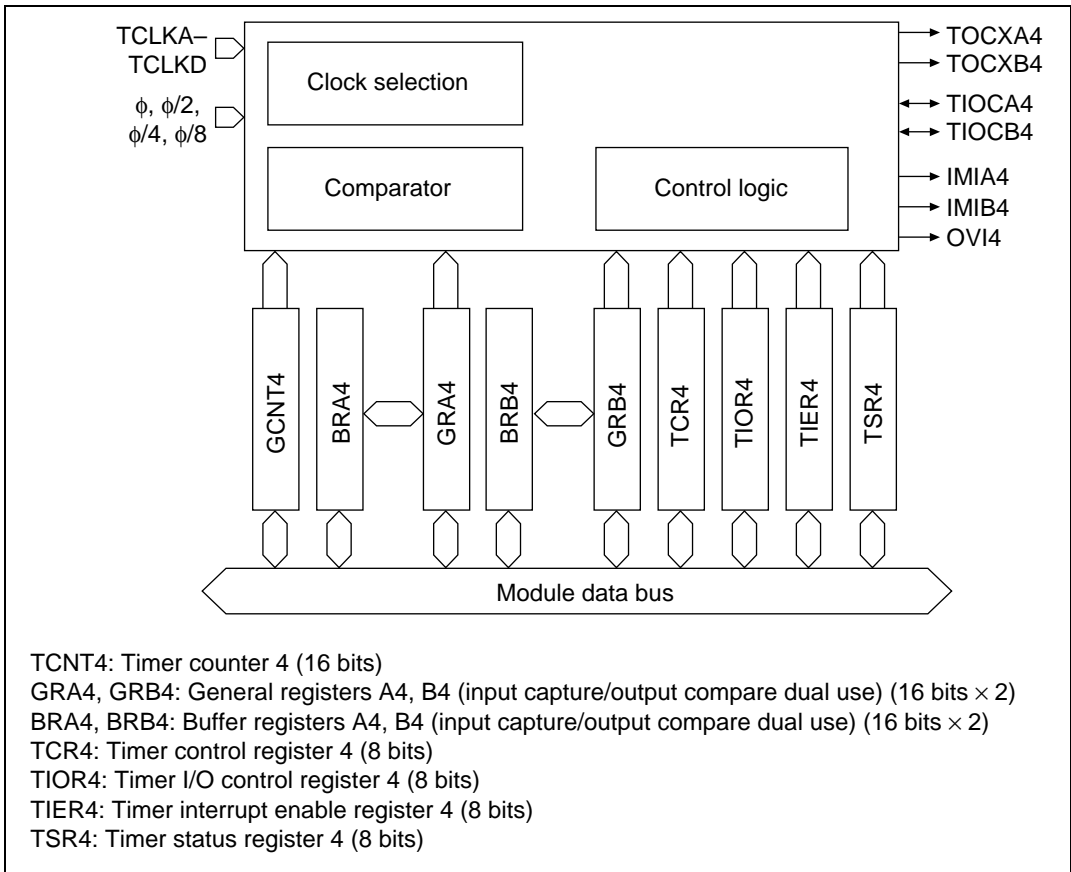 TCLKA–
TCLKD
ϕ, ϕ/2,
ϕ/4, ϕ/8
Clock selection
Comparator
Control logic
TOCXA4
TOCXB4
TIOCA4
TIOCB4
IMIA4
IMIB4
OVI4
GCNT4
BRA4
GRA4
BRB4
GRB4
TCR4
TIOR4
TIER4
TSR4
Module data bus
TCNT4: Timer counter 4 (16 bits)
GRA4, GRB4: General registers A4, B4 (input capture/output compare dual use) (16 bits × 2)
BRA4, BRB4: Buffer registers A4, B4 (input capture/output compare dual use) (16 bits × 2)
TCR4: Timer control register 4 (8 bits)
TIOR4: Timer I/O control register 4 (8 bits)
TIER4: Timer interrupt enable register 4 (8 bits)
TSR4: Timer status register 4 (8 bits)